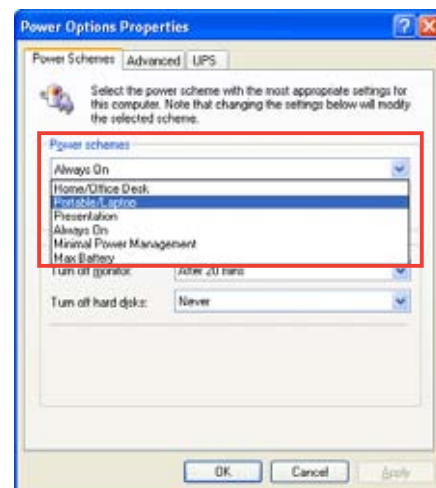 Power Options Properties
Power Schemes Advanced UPS
Select the power scheme with the most appropriate settings for
this computer. Note that changing the settings below will modify
the selected scheme.
Power schemes
Always On
Home/Office Desk
Portable/Laptop
Presentation
Always On
Minimal Power Management
Max Battery
Turn off monitor: After 20 mins
Turn off hard disks: Never
OK Cancel Apply